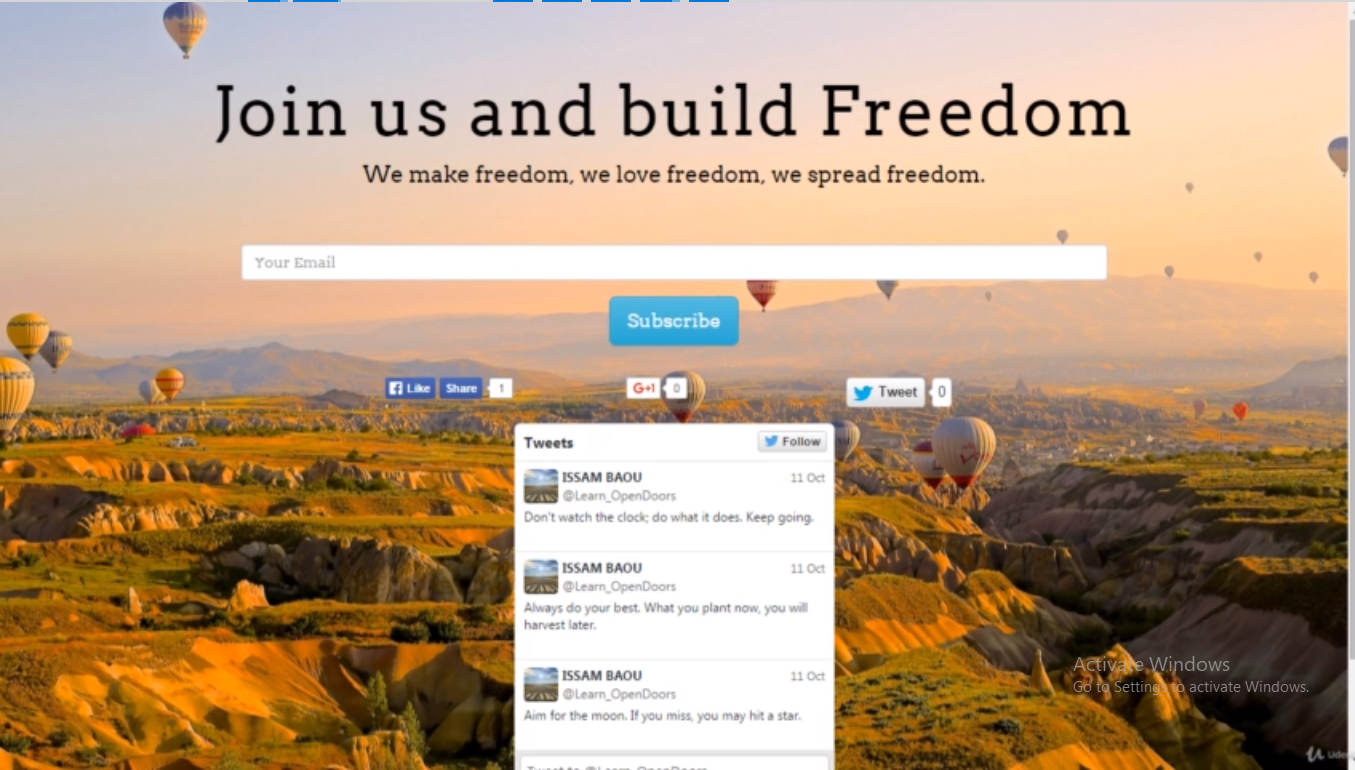 Join us and build Freedom
We make freedom, we love freedom, we spread freedom.
Your Email
Subscribe
Like Share 1
G+1 0
Tweet 0
Tweets Follow
ISSAM BAOU 11 Oct
@Learn_OpenDoors
Don't watch the clock; do what it does. Keep going.
ISSAM BAOU 11 Oct
@Learn_OpenDoors
Always do your best. What you plant now, you will
harvest later.
ISSAM BAOU 11 Oct
@Learn_OpenDoors
Aim for the moon. If you miss, you may hit a star.
Tweet to @Learn_OpenDoors
Activate Windows
Go to Settings to activate Windows.